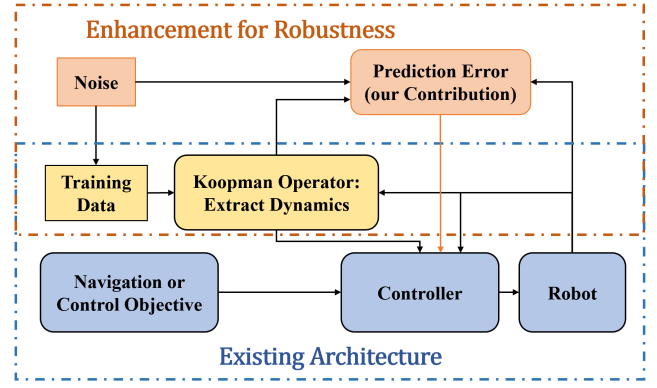 Enhancement for Robustness
Noise
Prediction Error
(our Contribution)
Training
Data
Koopman Operator:
Extract Dynamics
Navigation or
Control Objective
Controller
Robot
Existing Architecture